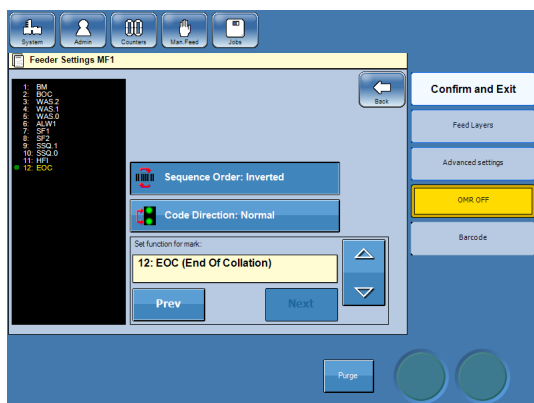 System
Admin
Counters
Man.Feed
Jobs
Feeder Settings MF1
1: BM
2: BOC
3: WAS.2
4: WAS.1
5: WAS.0
6: ALW1
7: SF1
8: SF2
9: SSQ.1
10: SSQ.0
11: HFI
12: EOC
Back
Sequence Order: Inverted
Code Direction: Normal
Set function for mark:
12: EOC (End Of Collation)
Prev
Next
Confirm and Exit
Feed Layers
Advanced settings
OMR OFF
Barcode
Purge